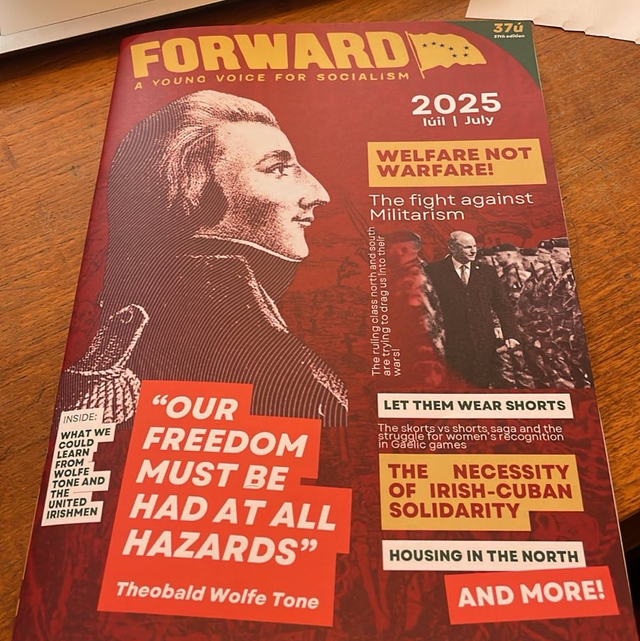 FORWARD
A YOUNG VOICE FOR SOCIALISM
37ú
37th edition
2025
Iúil | July
WELFARE NOT
WARFARE!
The fight against
Militarism
The ruling class north and south
are trying to drag us into their
wars!
LET THEM WEAR SHORTS
The skorts vs shorts saga and the
struggle for women's recognition
in Gaelic games
THE NECESSITY
OF IRISH-CUBAN
SOLIDARITY
HOUSING IN THE NORTH
AND MORE!
INSIDE:
WHAT WE
COULD
LEARN
FROM
WOLFE
TONE AND
THE
UNITED
IRISHMEN
“OUR
FREEDOM
MUST BE
HAD AT ALL
HAZARDS”
Theobald Wolfe Tone